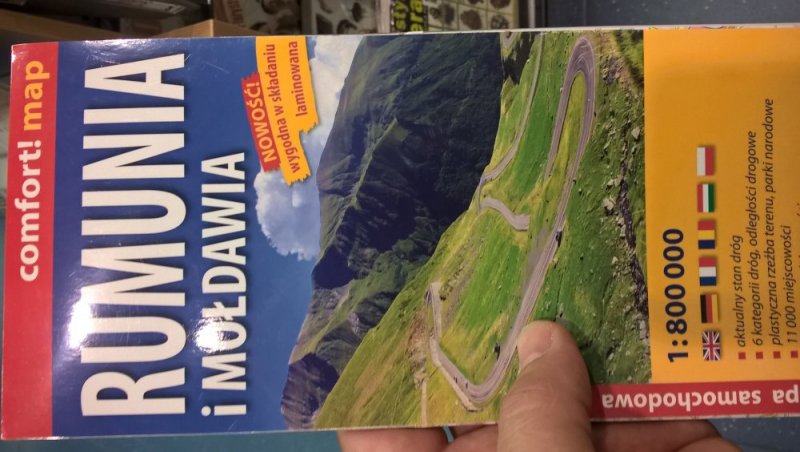 comfort! map
RUMUNIA
i MOŁDAWIA
NOWOŚĆ!
wygodna w składaniu
laminowana
1:800 000
aktualny stan dróg
6 kategorii dróg, odległości drogowe
plastyczna rzeźba terenu, parki narodowe
11 000 miejscowości
samochodowa